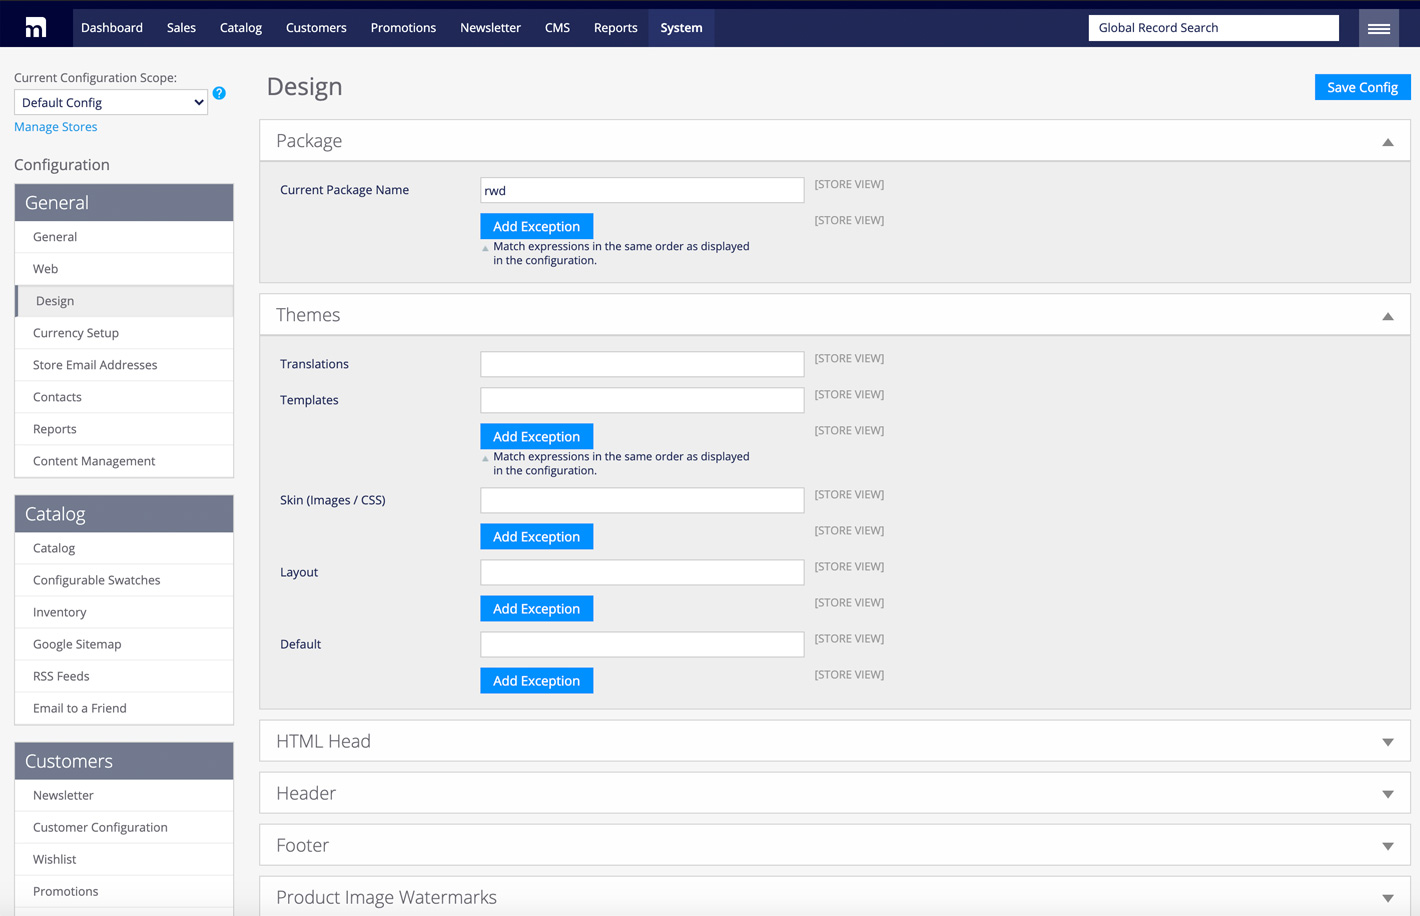 m
Dashboard Sales Catalog Customers Promotions Newsletter CMS Reports System
Global Record Search
Current Configuration Scope:
Default Config
?
Manage Stores
Configuration
General
General
Web
Design
Currency Setup
Store Email Addresses
Contacts
Reports
Content Management
Catalog
Catalog
Configurable Swatches
Inventory
Google Sitemap
RSS Feeds
Email to a Friend
Customers
Newsletter
Customer Configuration
Wishlist
Promotions
Design
Save Config
Package
Current Package Name rwd [STORE VIEW]
Add Exception [STORE VIEW]
Match expressions in the same order as displayed
in the configuration.
Themes
Translations [STORE VIEW]
Templates [STORE VIEW]
Add Exception [STORE VIEW]
Match expressions in the same order as displayed
in the configuration.
Skin (Images / CSS) [STORE VIEW]
Add Exception [STORE VIEW]
Layout [STORE VIEW]
Add Exception [STORE VIEW]
Default [STORE VIEW]
Add Exception [STORE VIEW]
HTML Head
Header
Footer
Product Image Watermarks